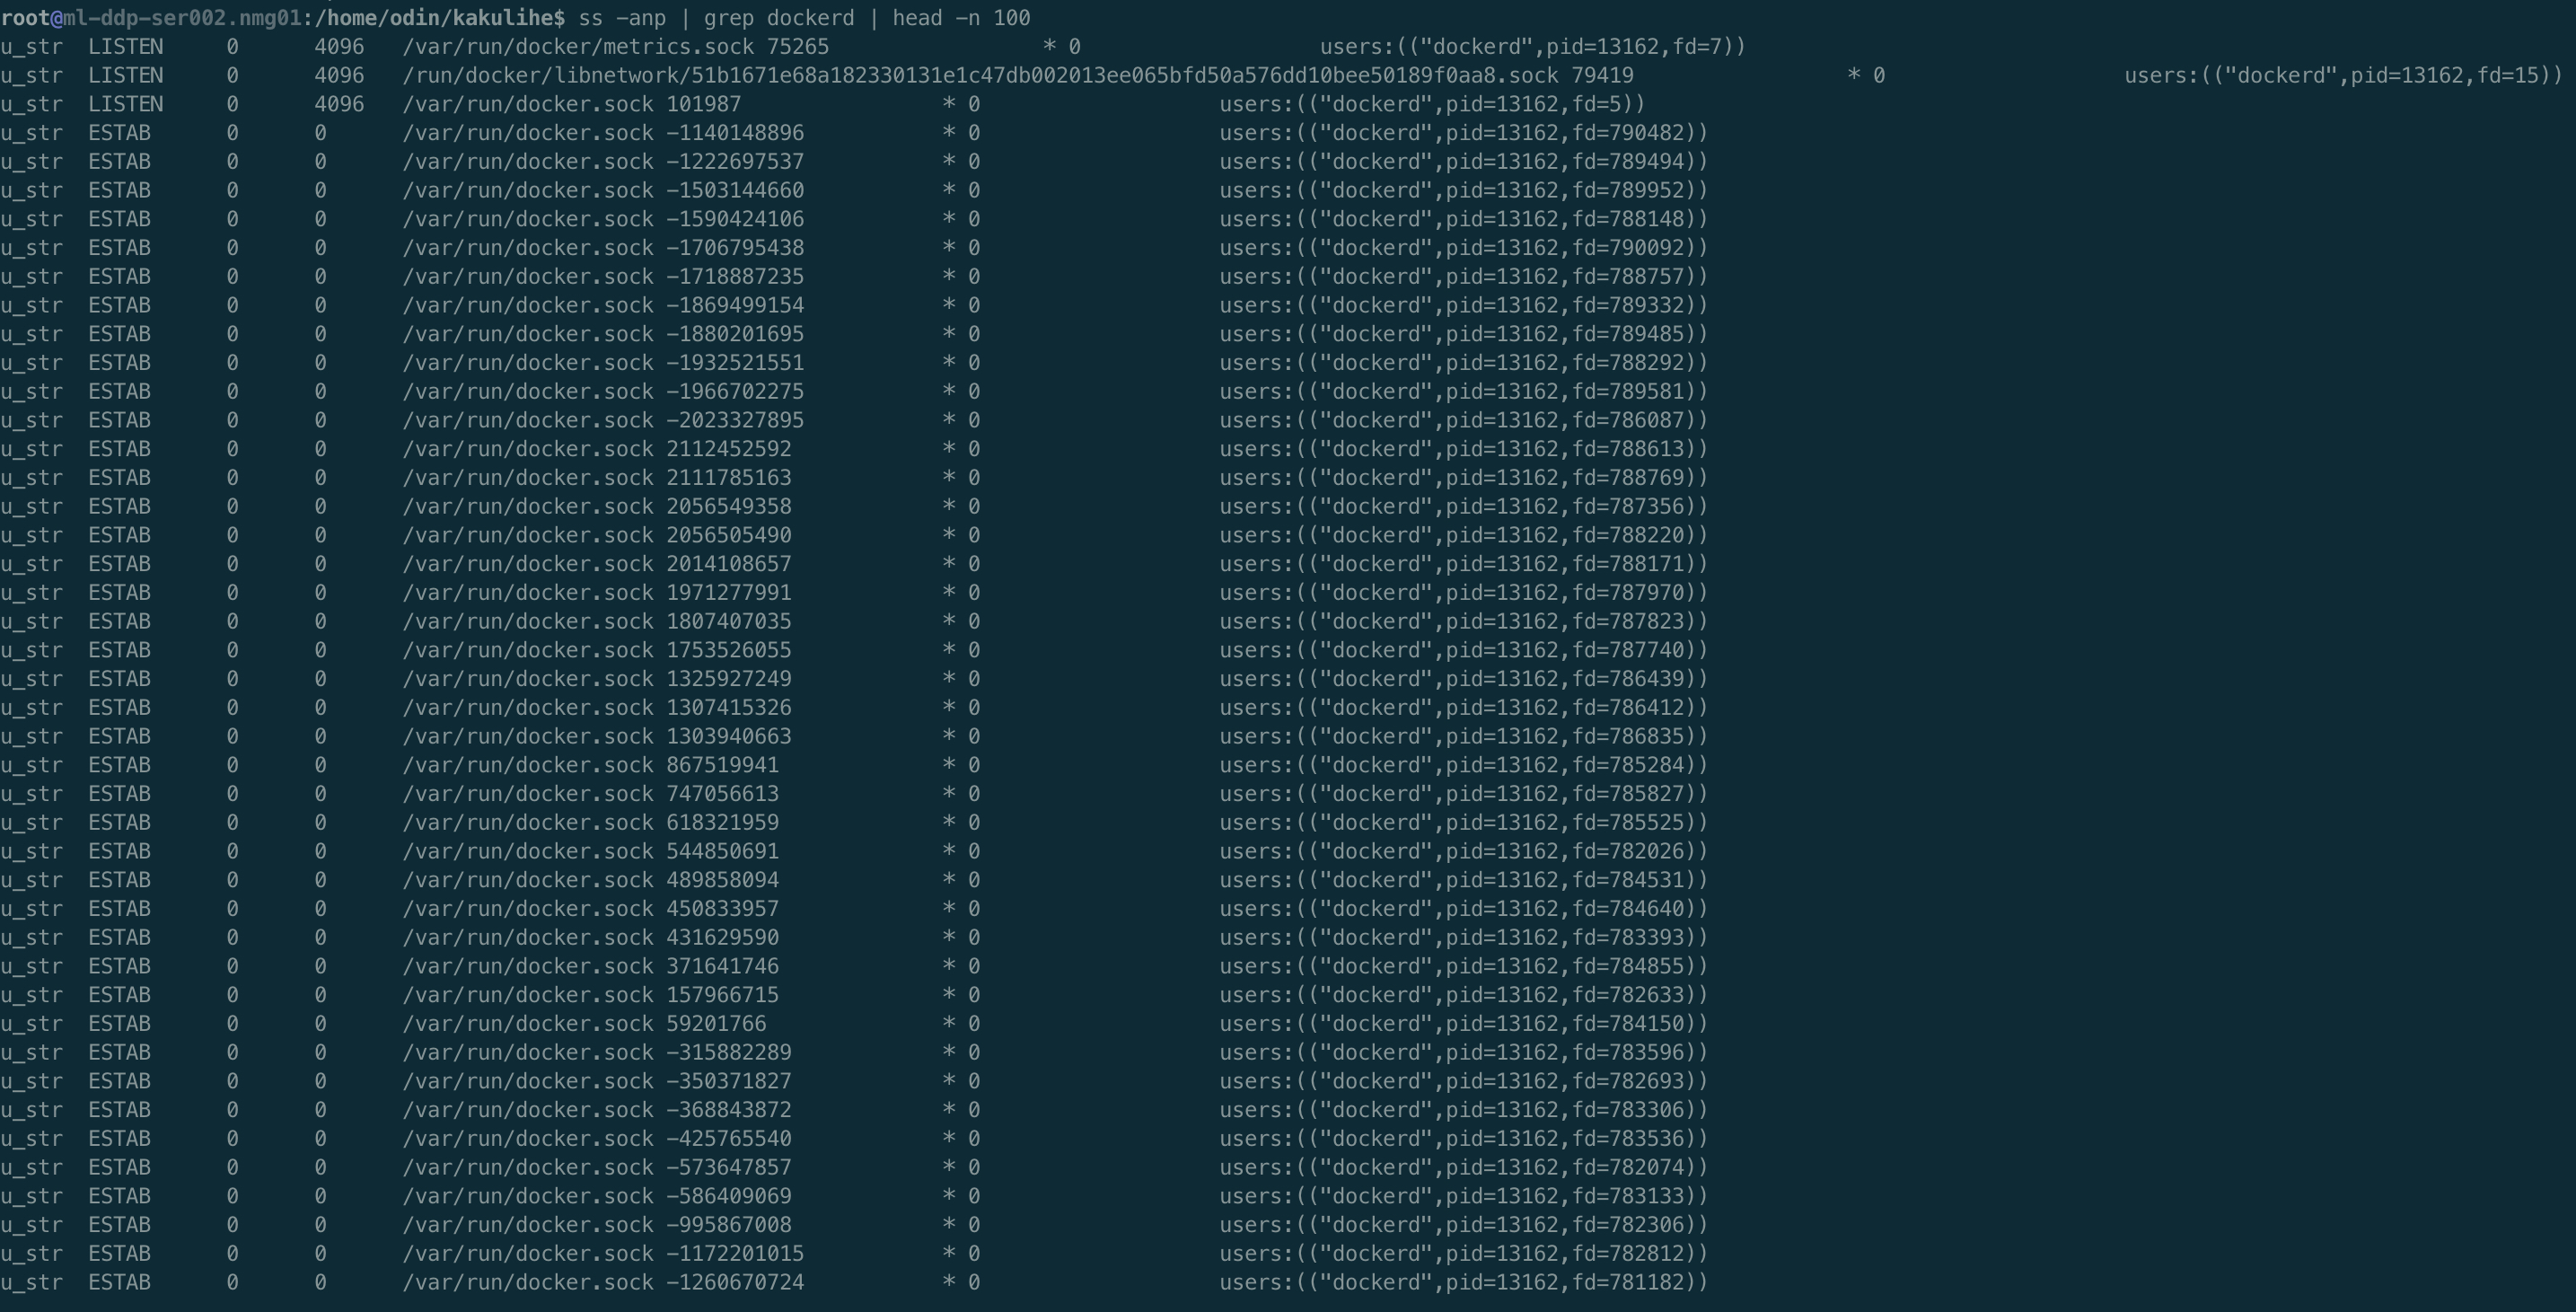 root@ml-ddp-ser002.nmg01:/home/odin/kakulihe$ ss -anp | grep dockerd | head -n 100
u_str LISTEN 0 4096 /var/run/docker/metrics.sock 75265 * 0 users:(("dockerd",pid=13162,fd=7))
u_str LISTEN 0 4096 /run/docker/libnetwork/51b1671e68a182330131e1c47db002013ee065bfd50a576dd10bee50189f0aa8.sock 79419 * 0 users:(("dockerd",pid=13162,fd=15))
u_str LISTEN 0 4096 /var/run/docker.sock 101987 * 0 users:(("dockerd",pid=13162,fd=5))
u_str ESTAB 0 0 /var/run/docker.sock -1140148896 * 0 users:(("dockerd",pid=13162,fd=790482))
u_str ESTAB 0 0 /var/run/docker.sock -1222697537 * 0 users:(("dockerd",pid=13162,fd=789494))
u_str ESTAB 0 0 /var/run/docker.sock -1503144660 * 0 users:(("dockerd",pid=13162,fd=789952))
u_str ESTAB 0 0 /var/run/docker.sock -1590424106 * 0 users:(("dockerd",pid=13162,fd=788148))
u_str ESTAB 0 0 /var/run/docker.sock -1706795438 * 0 users:(("dockerd",pid=13162,fd=790092))
u_str ESTAB 0 0 /var/run/docker.sock -1718887235 * 0 users:(("dockerd",pid=13162,fd=788757))
u_str ESTAB 0 0 /var/run/docker.sock -1869499154 * 0 users:(("dockerd",pid=13162,fd=789332))
u_str ESTAB 0 0 /var/run/docker.sock -1880201695 * 0 users:(("dockerd",pid=13162,fd=789485))
u_str ESTAB 0 0 /var/run/docker.sock -1932521551 * 0 users:(("dockerd",pid=13162,fd=788292))
u_str ESTAB 0 0 /var/run/docker.sock -1966702275 * 0 users:(("dockerd",pid=13162,fd=789581))
u_str ESTAB 0 0 /var/run/docker.sock -2023327895 * 0 users:(("dockerd",pid=13162,fd=786087))
u_str ESTAB 0 0 /var/run/docker.sock 2112452592 * 0 users:(("dockerd",pid=13162,fd=788613))
u_str ESTAB 0 0 /var/run/docker.sock 2111785163 * 0 users:(("dockerd",pid=13162,fd=788769))
u_str ESTAB 0 0 /var/run/docker.sock 2056549358 * 0 users:(("dockerd",pid=13162,fd=787356))
u_str ESTAB 0 0 /var/run/docker.sock 2056505490 * 0 users:(("dockerd",pid=13162,fd=788220))
u_str ESTAB 0 0 /var/run/docker.sock 2014108657 * 0 users:(("dockerd",pid=13162,fd=788171))
u_str ESTAB 0 0 /var/run/docker.sock 1971277991 * 0 users:(("dockerd",pid=13162,fd=787970))
u_str ESTAB 0 0 /var/run/docker.sock 1807407035 * 0 users:(("dockerd",pid=13162,fd=787823))
u_str ESTAB 0 0 /var/run/docker.sock 1753526055 * 0 users:(("dockerd",pid=13162,fd=787740))
u_str ESTAB 0 0 /var/run/docker.sock 1325927249 * 0 users:(("dockerd",pid=13162,fd=786439))
u_str ESTAB 0 0 /var/run/docker.sock 1307415326 * 0 users:(("dockerd",pid=13162,fd=786412))
u_str ESTAB 0 0 /var/run/docker.sock 1303940663 * 0 users:(("dockerd",pid=13162,fd=786835))
u_str ESTAB 0 0 /var/run/docker.sock 867519941 * 0 users:(("dockerd",pid=13162,fd=785284))
u_str ESTAB 0 0 /var/run/docker.sock 747056613 * 0 users:(("dockerd",pid=13162,fd=785827))
u_str ESTAB 0 0 /var/run/docker.sock 618321959 * 0 users:(("dockerd",pid=13162,fd=785525))
u_str ESTAB 0 0 /var/run/docker.sock 544850691 * 0 users:(("dockerd",pid=13162,fd=782026))
u_str ESTAB 0 0 /var/run/docker.sock 489858094 * 0 users:(("dockerd",pid=13162,fd=784531))
u_str ESTAB 0 0 /var/run/docker.sock 450833957 * 0 users:(("dockerd",pid=13162,fd=784640))
u_str ESTAB 0 0 /var/run/docker.sock 431629590 * 0 users:(("dockerd",pid=13162,fd=783393))
u_str ESTAB 0 0 /var/run/docker.sock 371641746 * 0 users:(("dockerd",pid=13162,fd=784855))
u_str ESTAB 0 0 /var/run/docker.sock 157966715 * 0 users:(("dockerd",pid=13162,fd=782633))
u_str ESTAB 0 0 /var/run/docker.sock 59201766 * 0 users:(("dockerd",pid=13162,fd=784150))
u_str ESTAB 0 0 /var/run/docker.sock -315882289 * 0 users:(("dockerd",pid=13162,fd=783596))
u_str ESTAB 0 0 /var/run/docker.sock -350371827 * 0 users:(("dockerd",pid=13162,fd=782693))
u_str ESTAB 0 0 /var/run/docker.sock -368843872 * 0 users:(("dockerd",pid=13162,fd=783306))
u_str ESTAB 0 0 /var/run/docker.sock -425765540 * 0 users:(("dockerd",pid=13162,fd=783536))
u_str ESTAB 0 0 /var/run/docker.sock -573647857 * 0 users:(("dockerd",pid=13162,fd=782074))
u_str ESTAB 0 0 /var/run/docker.sock -586409069 * 0 users:(("dockerd",pid=13162,fd=783133))
u_str ESTAB 0 0 /var/run/docker.sock -995867008 * 0 users:(("dockerd",pid=13162,fd=782306))
u_str ESTAB 0 0 /var/run/docker.sock -1172201015 * 0 users:(("dockerd",pid=13162,fd=782812))
u_str ESTAB 0 0 /var/run/docker.sock -1260670724 * 0 users:(("dockerd",pid=13162,fd=781182))